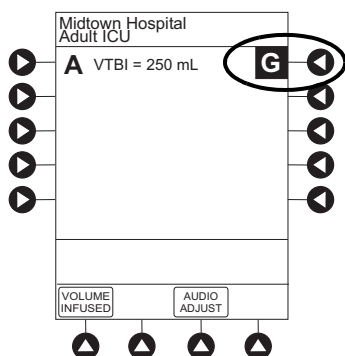 Midtown Hospital
Adult ICU
A VTBI = 250 mL G
VOLUME
INFUSED
AUDIO
ADJUST